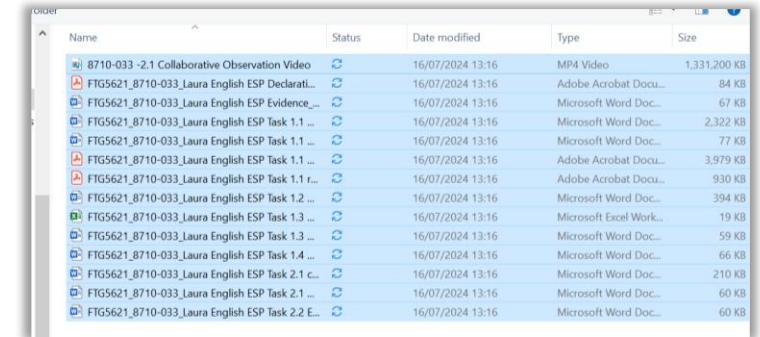 older
Name Status Date modified Type Size
8710-033 -2.1 Collaborative Observation Video 16/07/2024 13:16 MP4 Video 1,331,200 KB
FTG5621_8710-033_Laura English ESP Declarati... 16/07/2024 13:16 Adobe Acrobat Docu... 84 KB
FTG5621_8710-033_Laura English ESP Evidence_... 16/07/2024 13:16 Microsoft Word Doc... 67 KB
FTG5621_8710-033_Laura English ESP Task 1.1 ... 16/07/2024 13:16 Microsoft Word Doc... 2,322 KB
FTG5621_8710-033_Laura English ESP Task 1.1 ... 16/07/2024 13:16 Microsoft Word Doc... 77 KB
FTG5621_8710-033_Laura English ESP Task 1.1 ... 16/07/2024 13:16 Adobe Acrobat Docu... 3,979 KB
FTG5621_8710-033_Laura English ESP Task 1.1 r... 16/07/2024 13:16 Adobe Acrobat Docu... 930 KB
FTG5621_8710-033_Laura English ESP Task 1.2 ... 16/07/2024 13:16 Microsoft Word Doc... 394 KB
FTG5621_8710-033_Laura English ESP Task 1.3 ... 16/07/2024 13:16 Microsoft Excel Work... 19 KB
FTG5621_8710-033_Laura English ESP Task 1.3 ... 16/07/2024 13:16 Microsoft Word Doc... 59 KB
FTG5621_8710-033_Laura English ESP Task 1.4 ... 16/07/2024 13:16 Microsoft Word Doc... 66 KB
FTG5621_8710-033_Laura English ESP Task 2.1 c... 16/07/2024 13:16 Microsoft Word Doc... 210 KB
FTG5621_8710-033_Laura English ESP Task 2.1 ... 16/07/2024 13:16 Microsoft Word Doc... 60 KB
FTG5621_8710-033_Laura English ESP Task 2.2 E... 16/07/2024 13:16 Microsoft Word Doc... 60 KB